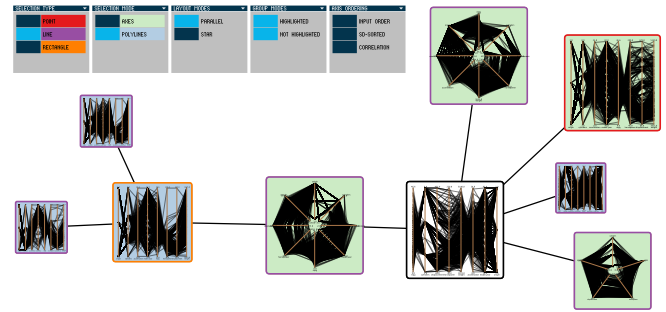 SELECTION TYPE
POINT
LINE
RECTANGLE
SELECTION MODE
AXES
POLYLINES
LAYOUT MODES
PARALLEL
STAR
GROUP MODES
HIGHLIGHTED
NOT HIGHLIGHTED
AXIS ORDERING
INPUT ORDER
SD-SORTED
CORRELATION